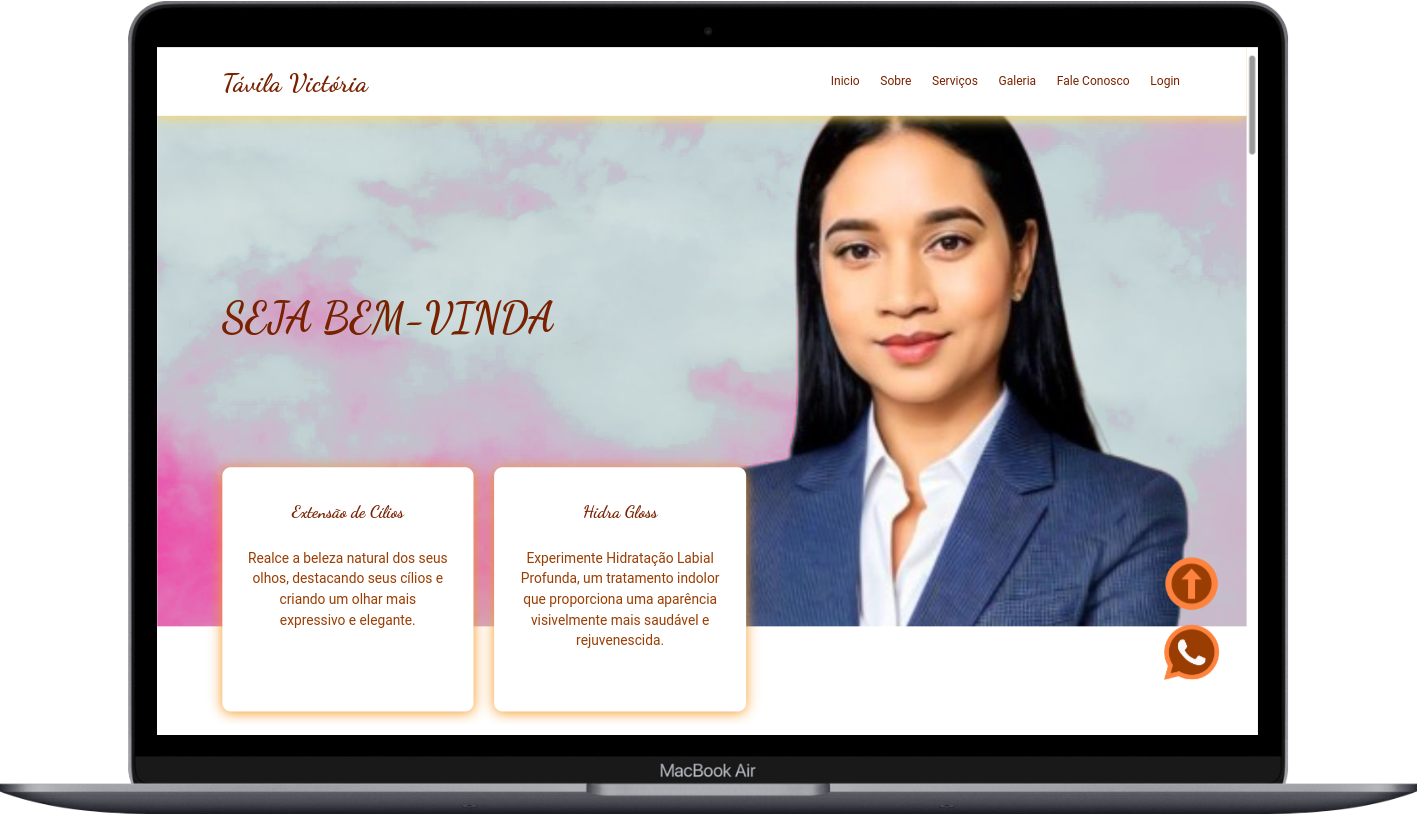 Távila Victória
Inicio Sobre Serviços Galeria Fale Conosco Login
SEJA BEM-VINDA
Extensão de Cílios
Realce a beleza natural dos seus
olhos, destacando seus cílios e
criando um olhar mais
expressivo e elegante.
Hidra Gloss
Experimente Hidratação Labial
Profunda, um tratamento indolor
que proporciona uma aparência
visivelmente mais saudável e
rejuvenescida.
MacBook Air